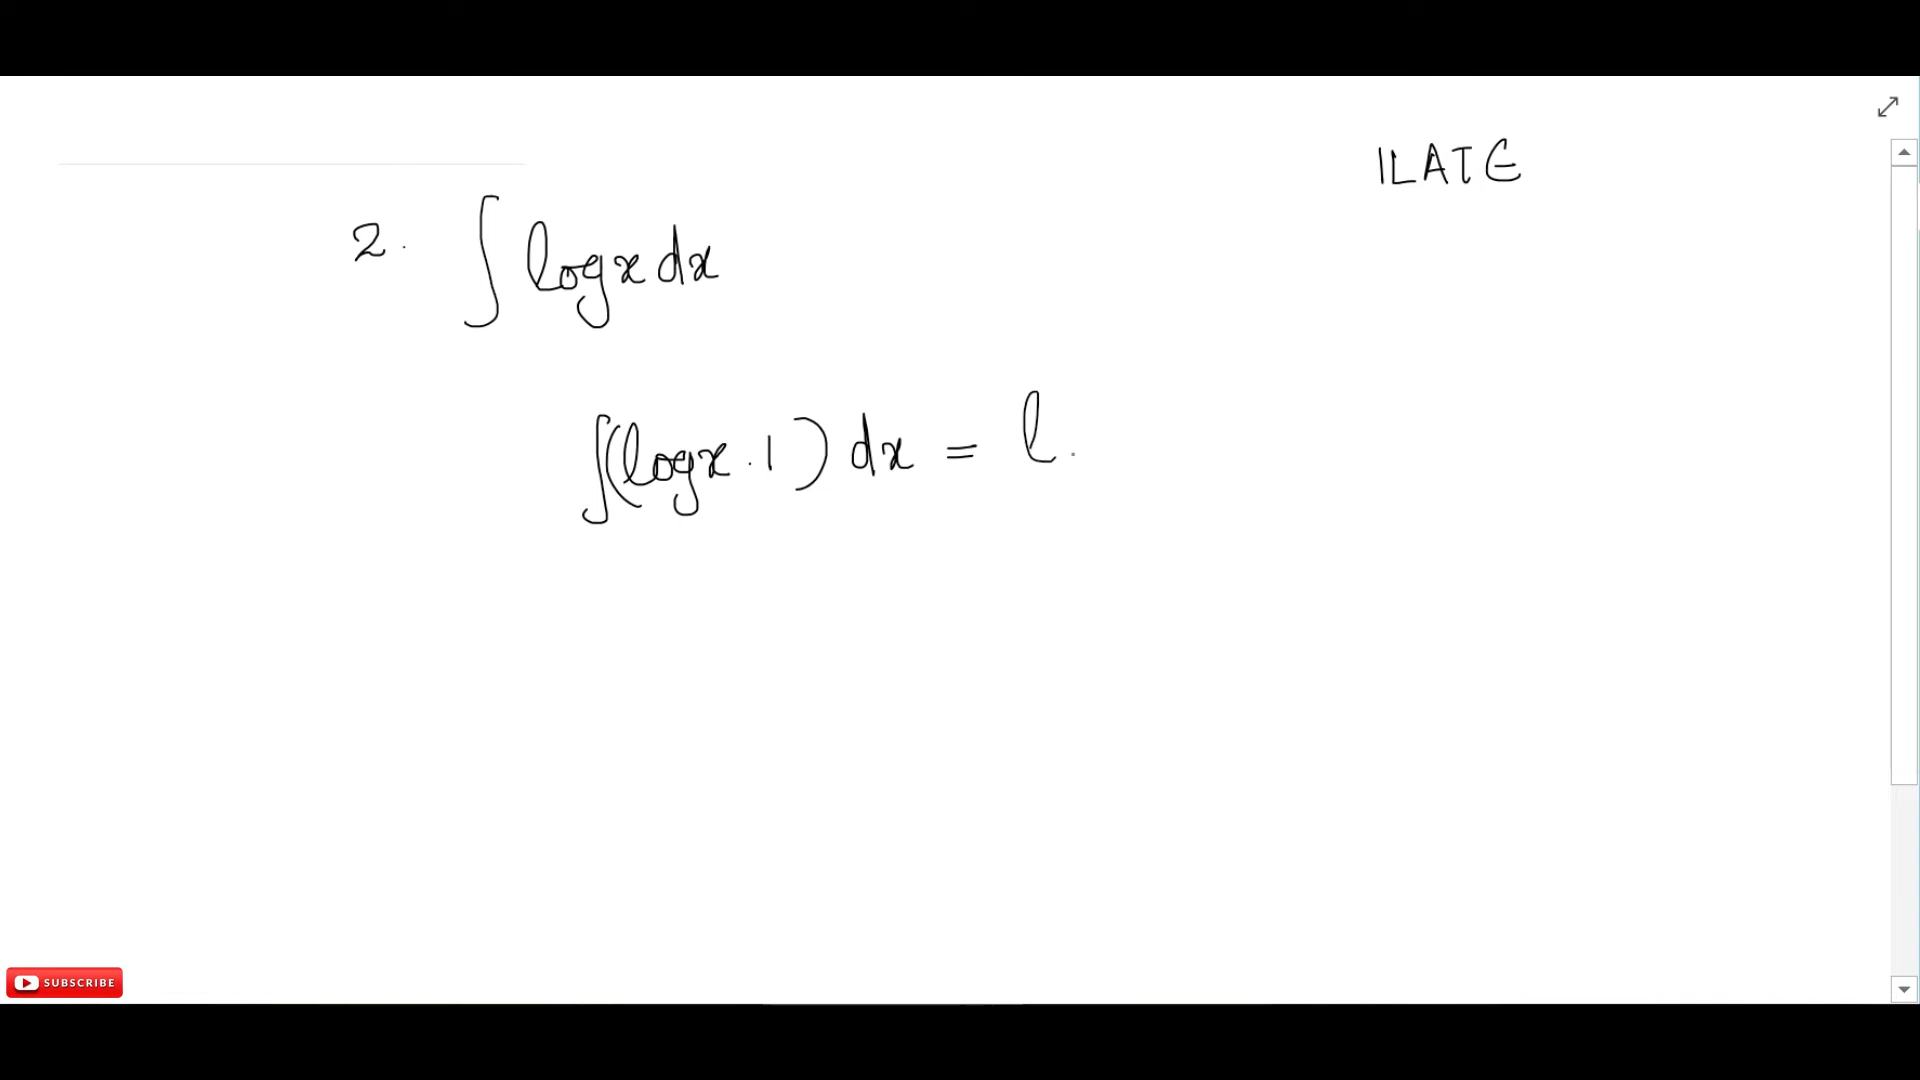 ILATE
2. ∫ log x dx
∫(log x . 1) dx = l.
SUBSCRIBE